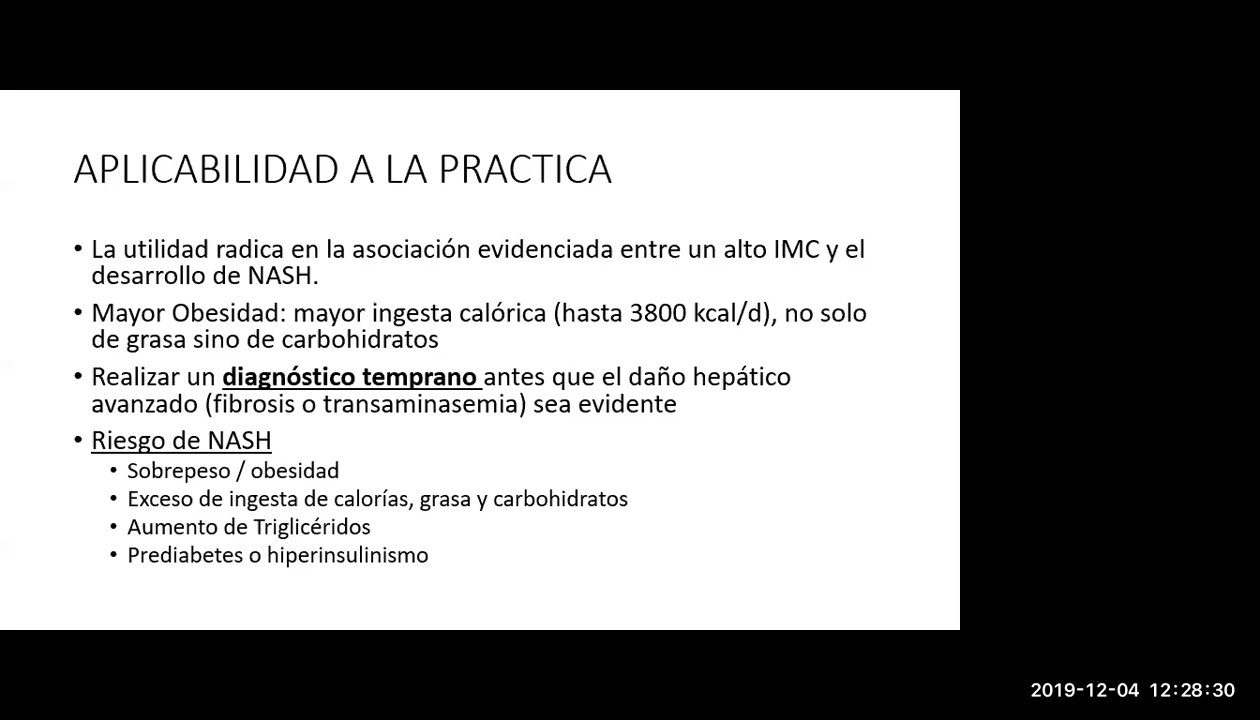 APLICABILIDAD A LA PRACTICA
• La utilidad radica en la asociación evidenciada entre un alto IMC y el
desarrollo de NASH.
• Mayor Obesidad: mayor ingesta calórica (hasta 3800 kcal/d), no solo
de grasa sino de carbohidratos
• Realizar un diagnóstico temprano antes que el daño hepático
avanzado (fibrosis o transaminasemia) sea evidente
• Riesgo de NASH
• Sobrepeso / obesidad
• Exceso de ingesta de calorías, grasa y carbohidratos
• Aumento de Triglicéridos
• Prediabetes o hiperinsulinismo
2019-12-04 12:28:30